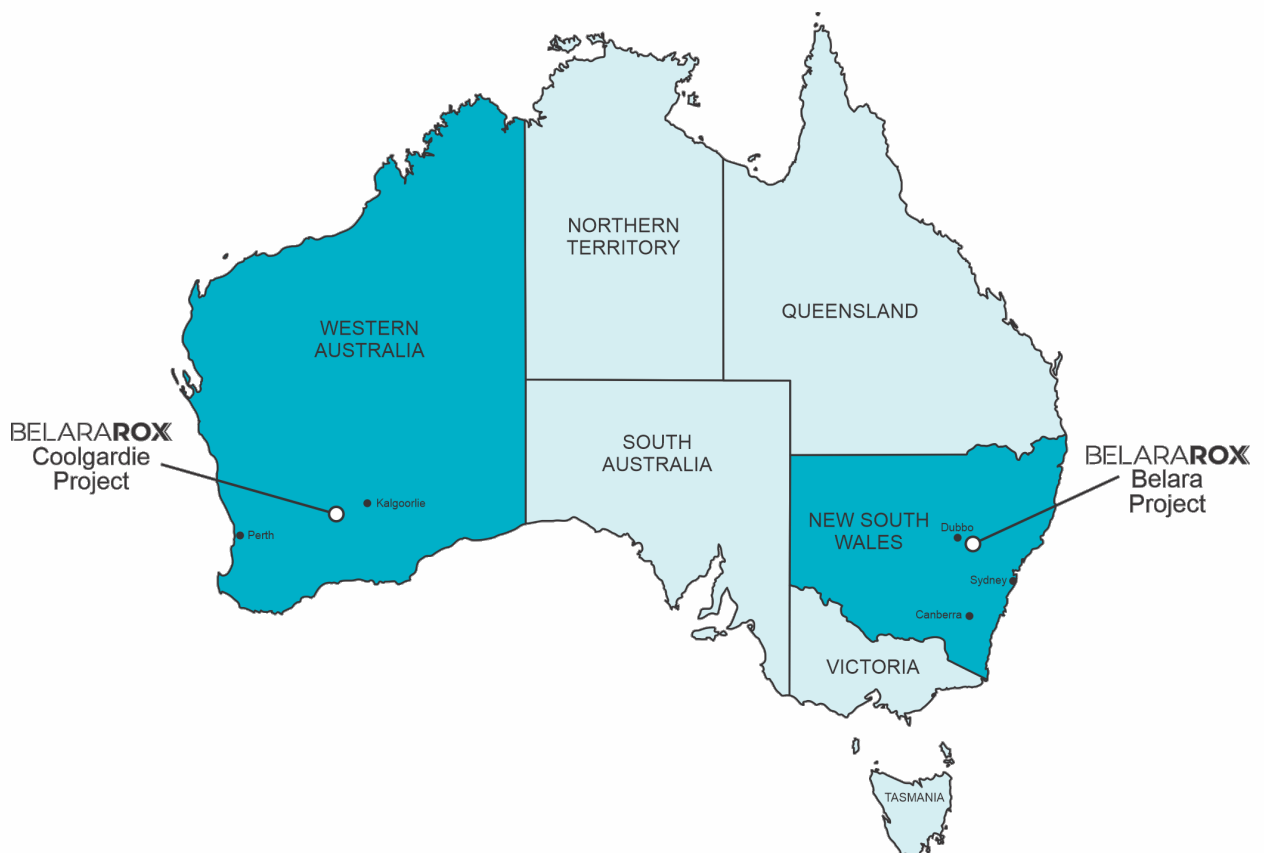 NORTHERN
TERRITORY
QUEENSLAND
WESTERN
AUSTRALIA
BELARAROX
Coolgardie
Project
SOUTH
AUSTRALIA
BELARAROX
Belara
Project
Kalgoorlie
Perth
NEW SOUTH
WALES
Dubbo
Sydney
Canberra
VICTORIA
TASMANIA